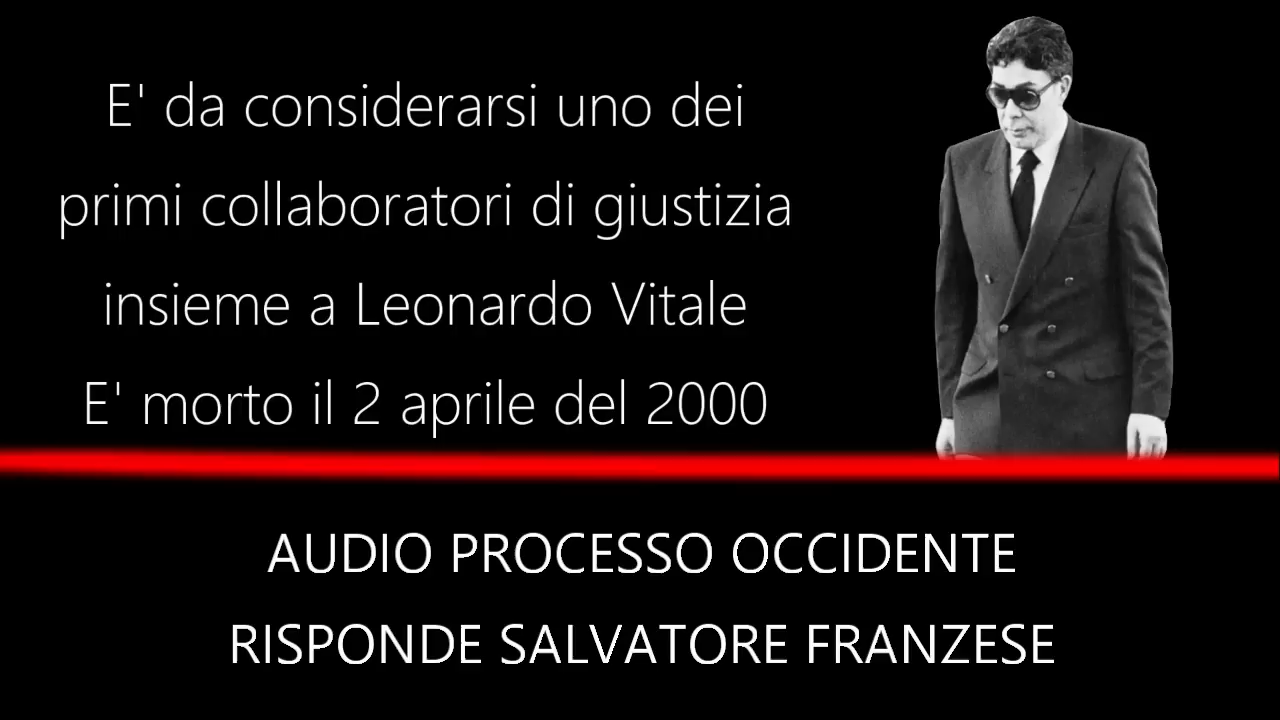 E' da considerarsi uno dei
primi collaboratori di giustizia
insieme a Leonardo Vitale
E' morto il 2 aprile del 2000
AUDIO PROCESSO OCCIDENTE
RISPONDE SALVATORE FRANZESE